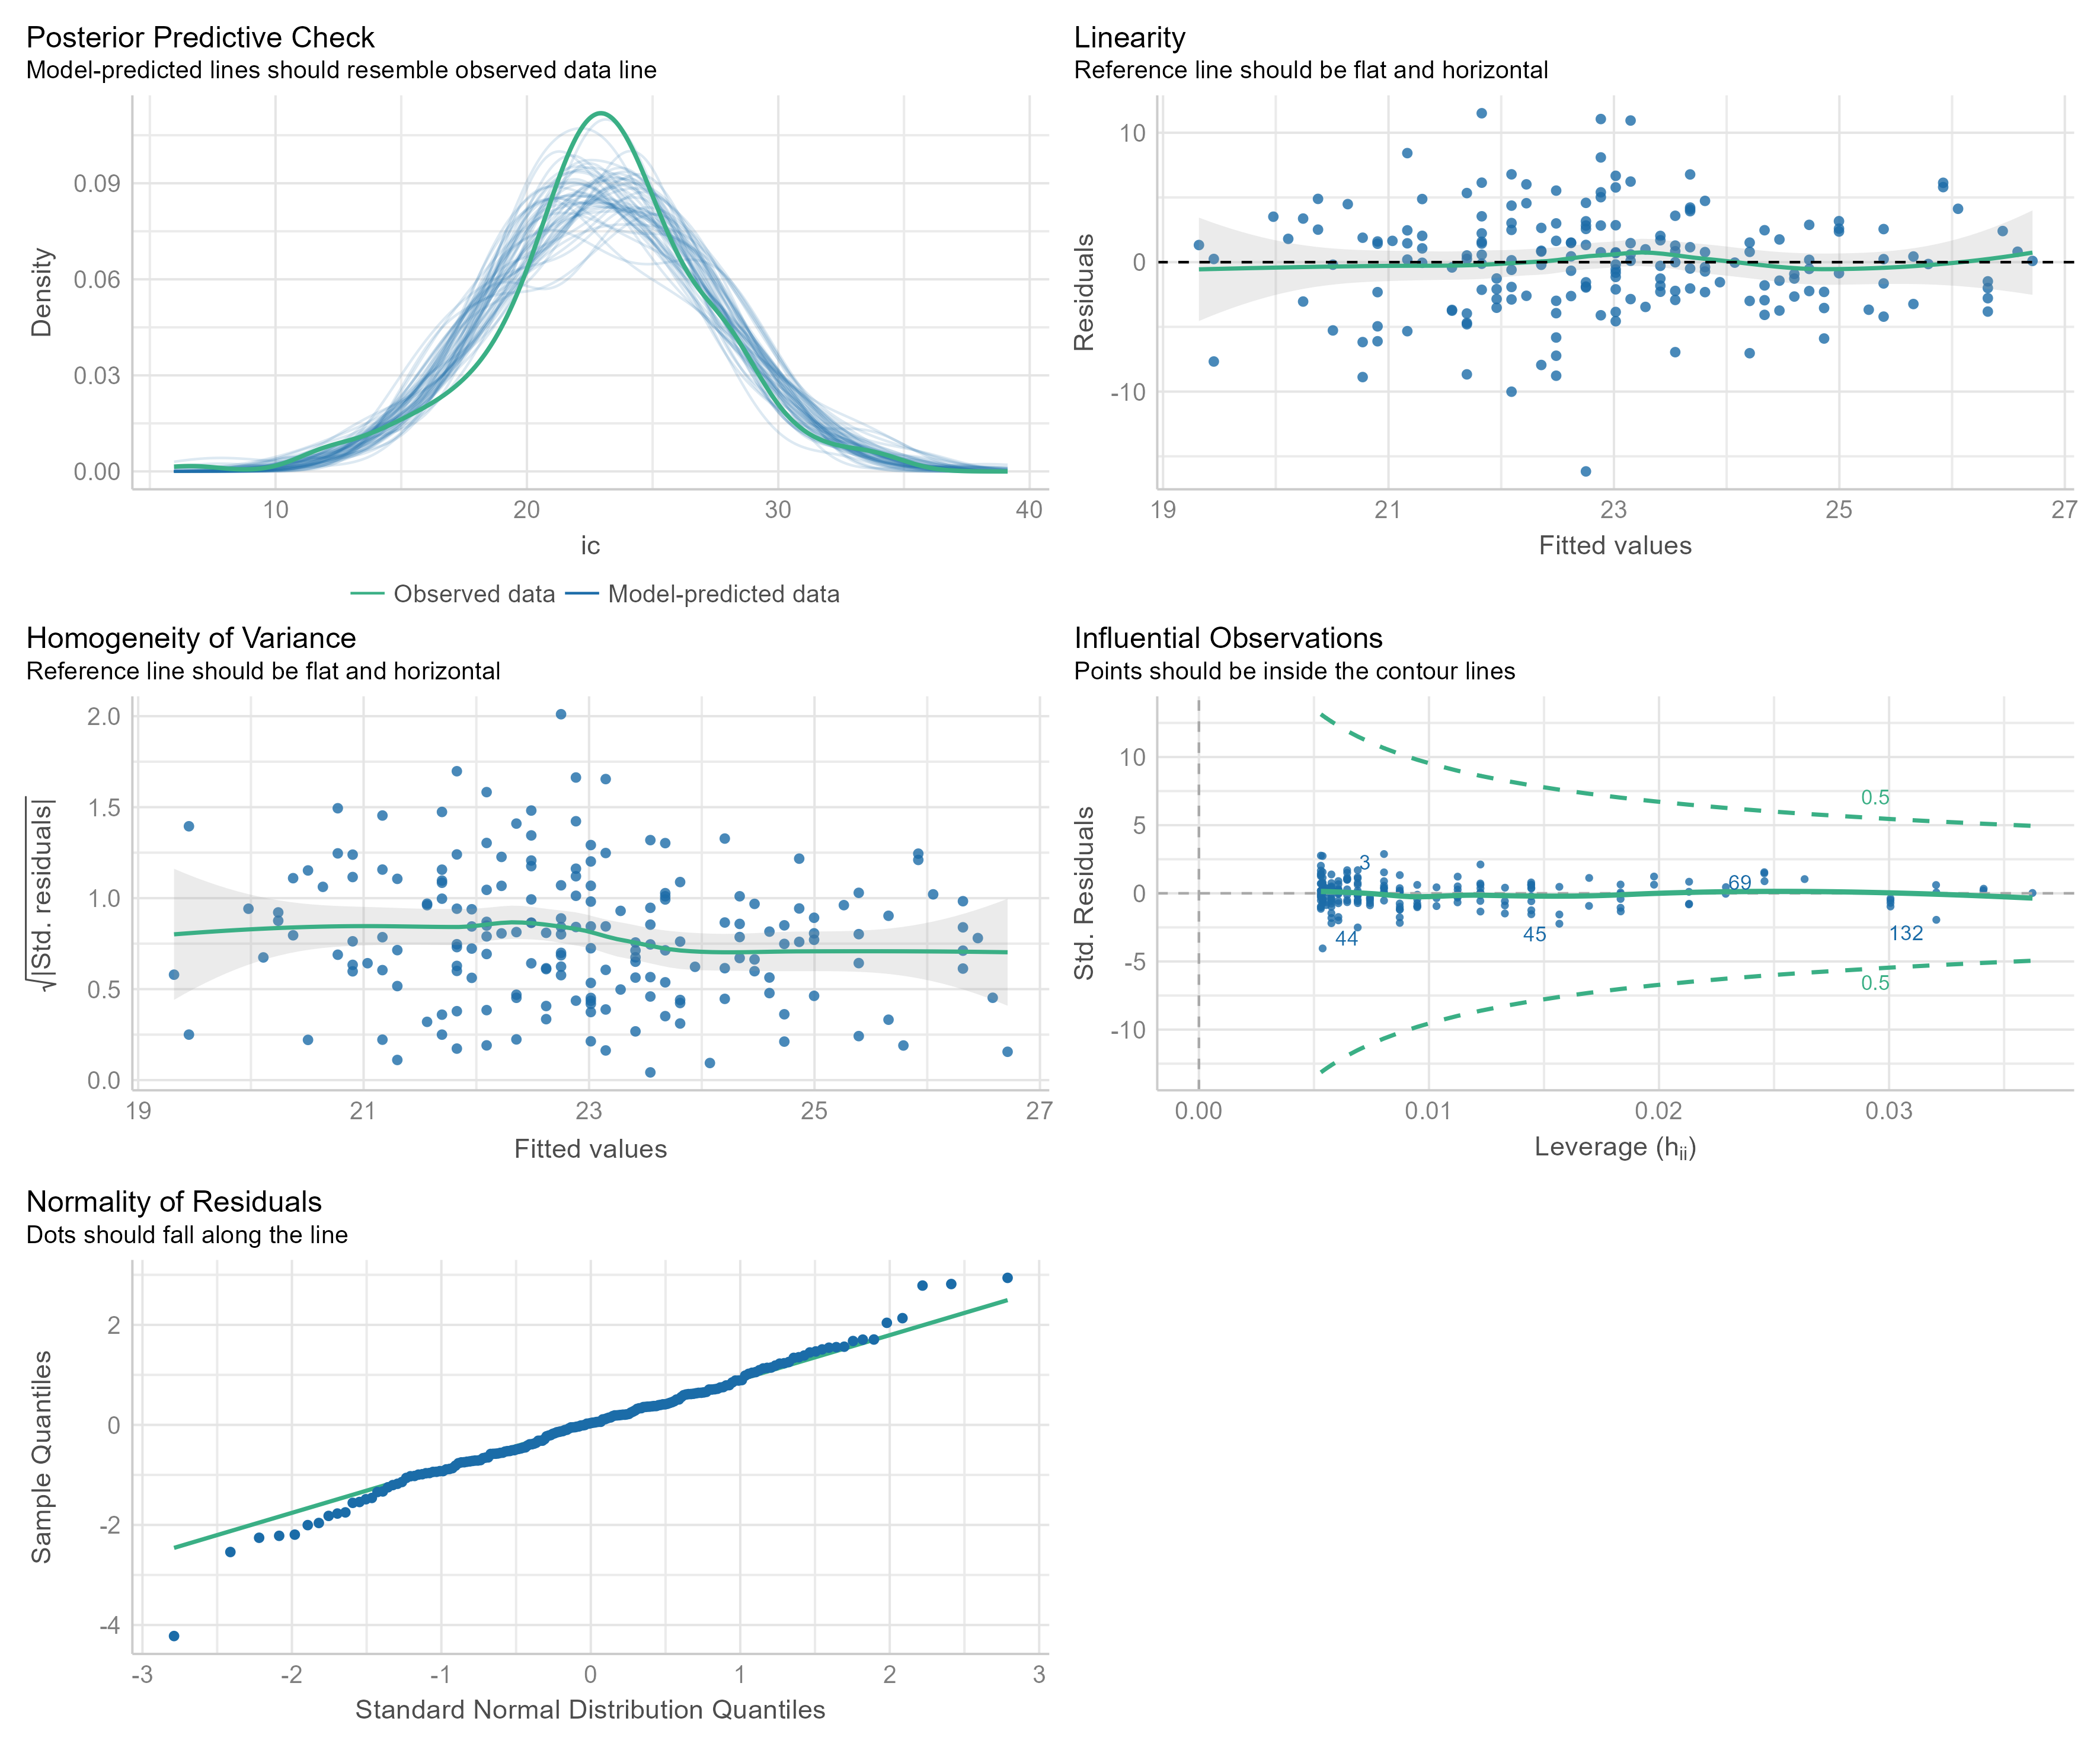 Posterior Predictive Check
Model-predicted lines should resemble observed data line
Density
0.09
0.06
0.03
0.00
10 20 30 40
ic
Observed data Model-predicted data
Linearity
Reference line should be flat and horizontal
Residuals
10
0
-10
19 21 23 25 27
Fitted values
Homogeneity of Variance
Reference line should be flat and horizontal
√|Std. residuals|
2.0
1.5
1.0
0.5
0.0
19 21 23 25 27
Fitted values
Influential Observations
Points should be inside the contour lines
Std. Residuals
10
5
0
-5
-10
0.5
3
69
44
45
132
0.5
0.00 0.01 0.02 0.03
Leverage (hii)
Normality of Residuals
Dots should fall along the line
Sample Quantiles
2
0
-2
-4
-3 -2 -1 0 1 2 3
Standard Normal Distribution Quantiles